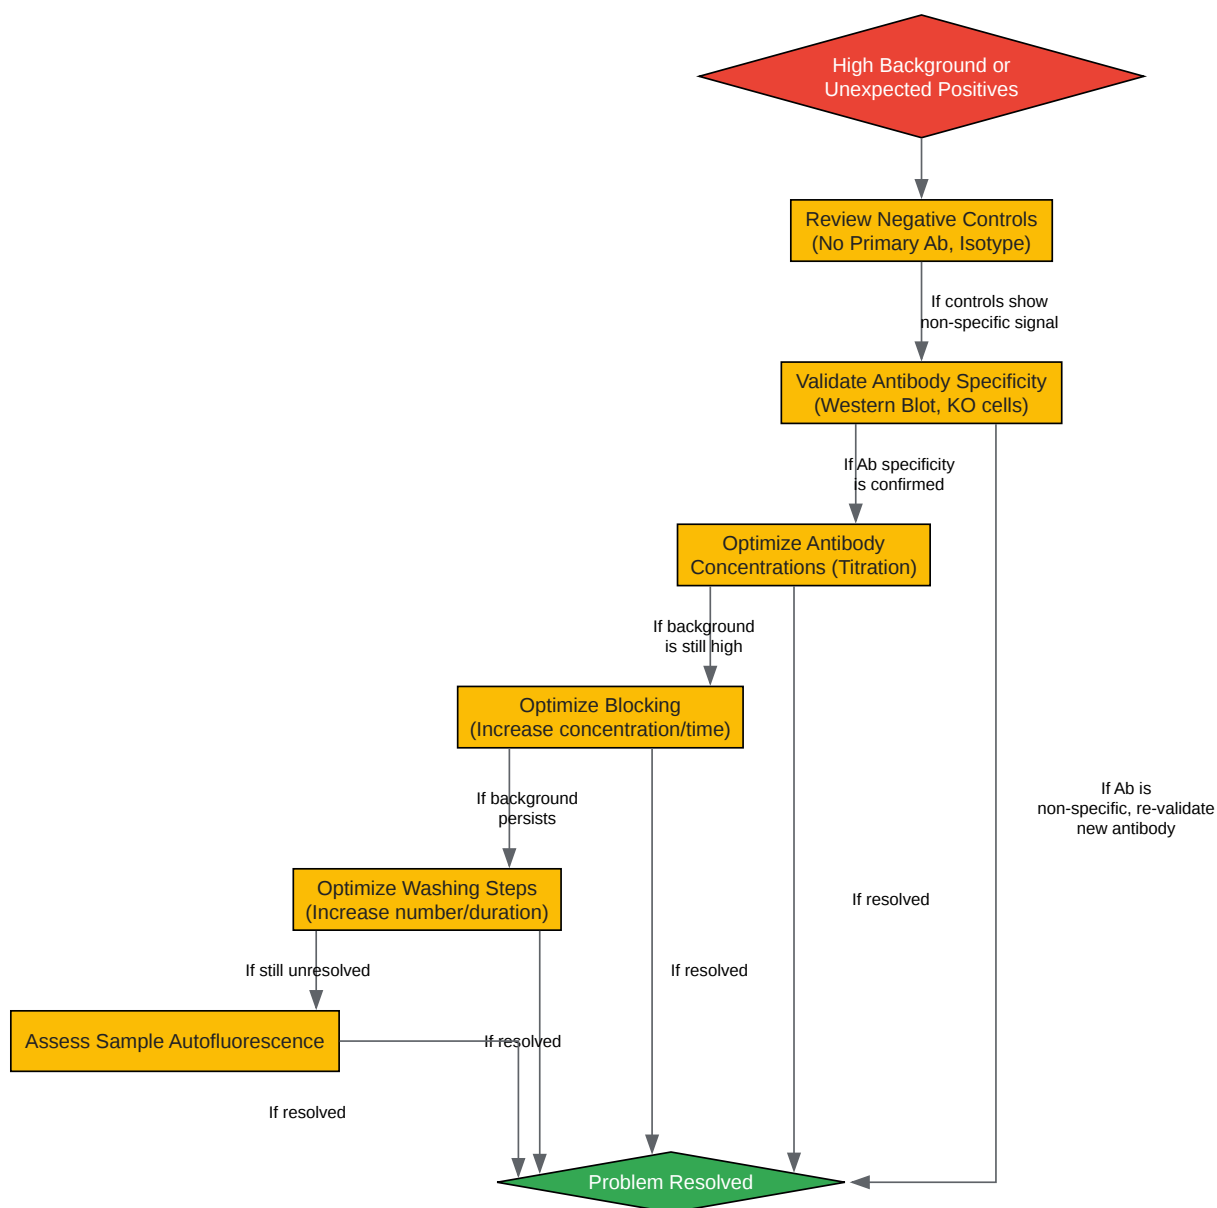 High Background or
Unexpected Positives
Review Negative Controls
(No Primary Ab, Isotype)
If controls show
non-specific signal
Validate Antibody Specificity
(Western Blot, KO cells)
If Ab specificity
is confirmed
Optimize Antibody
Concentrations (Titration)
If background
is still high
Optimize Blocking
(Increase concentration/time)
If background
persists
If Ab is
non-specific, re-validate
new antibody
Optimize Washing Steps
(Increase number/duration)
If resolved
If still unresolved
If resolved
Assess Sample Autofluorescence
If resolved
If resolved
Problem Resolved